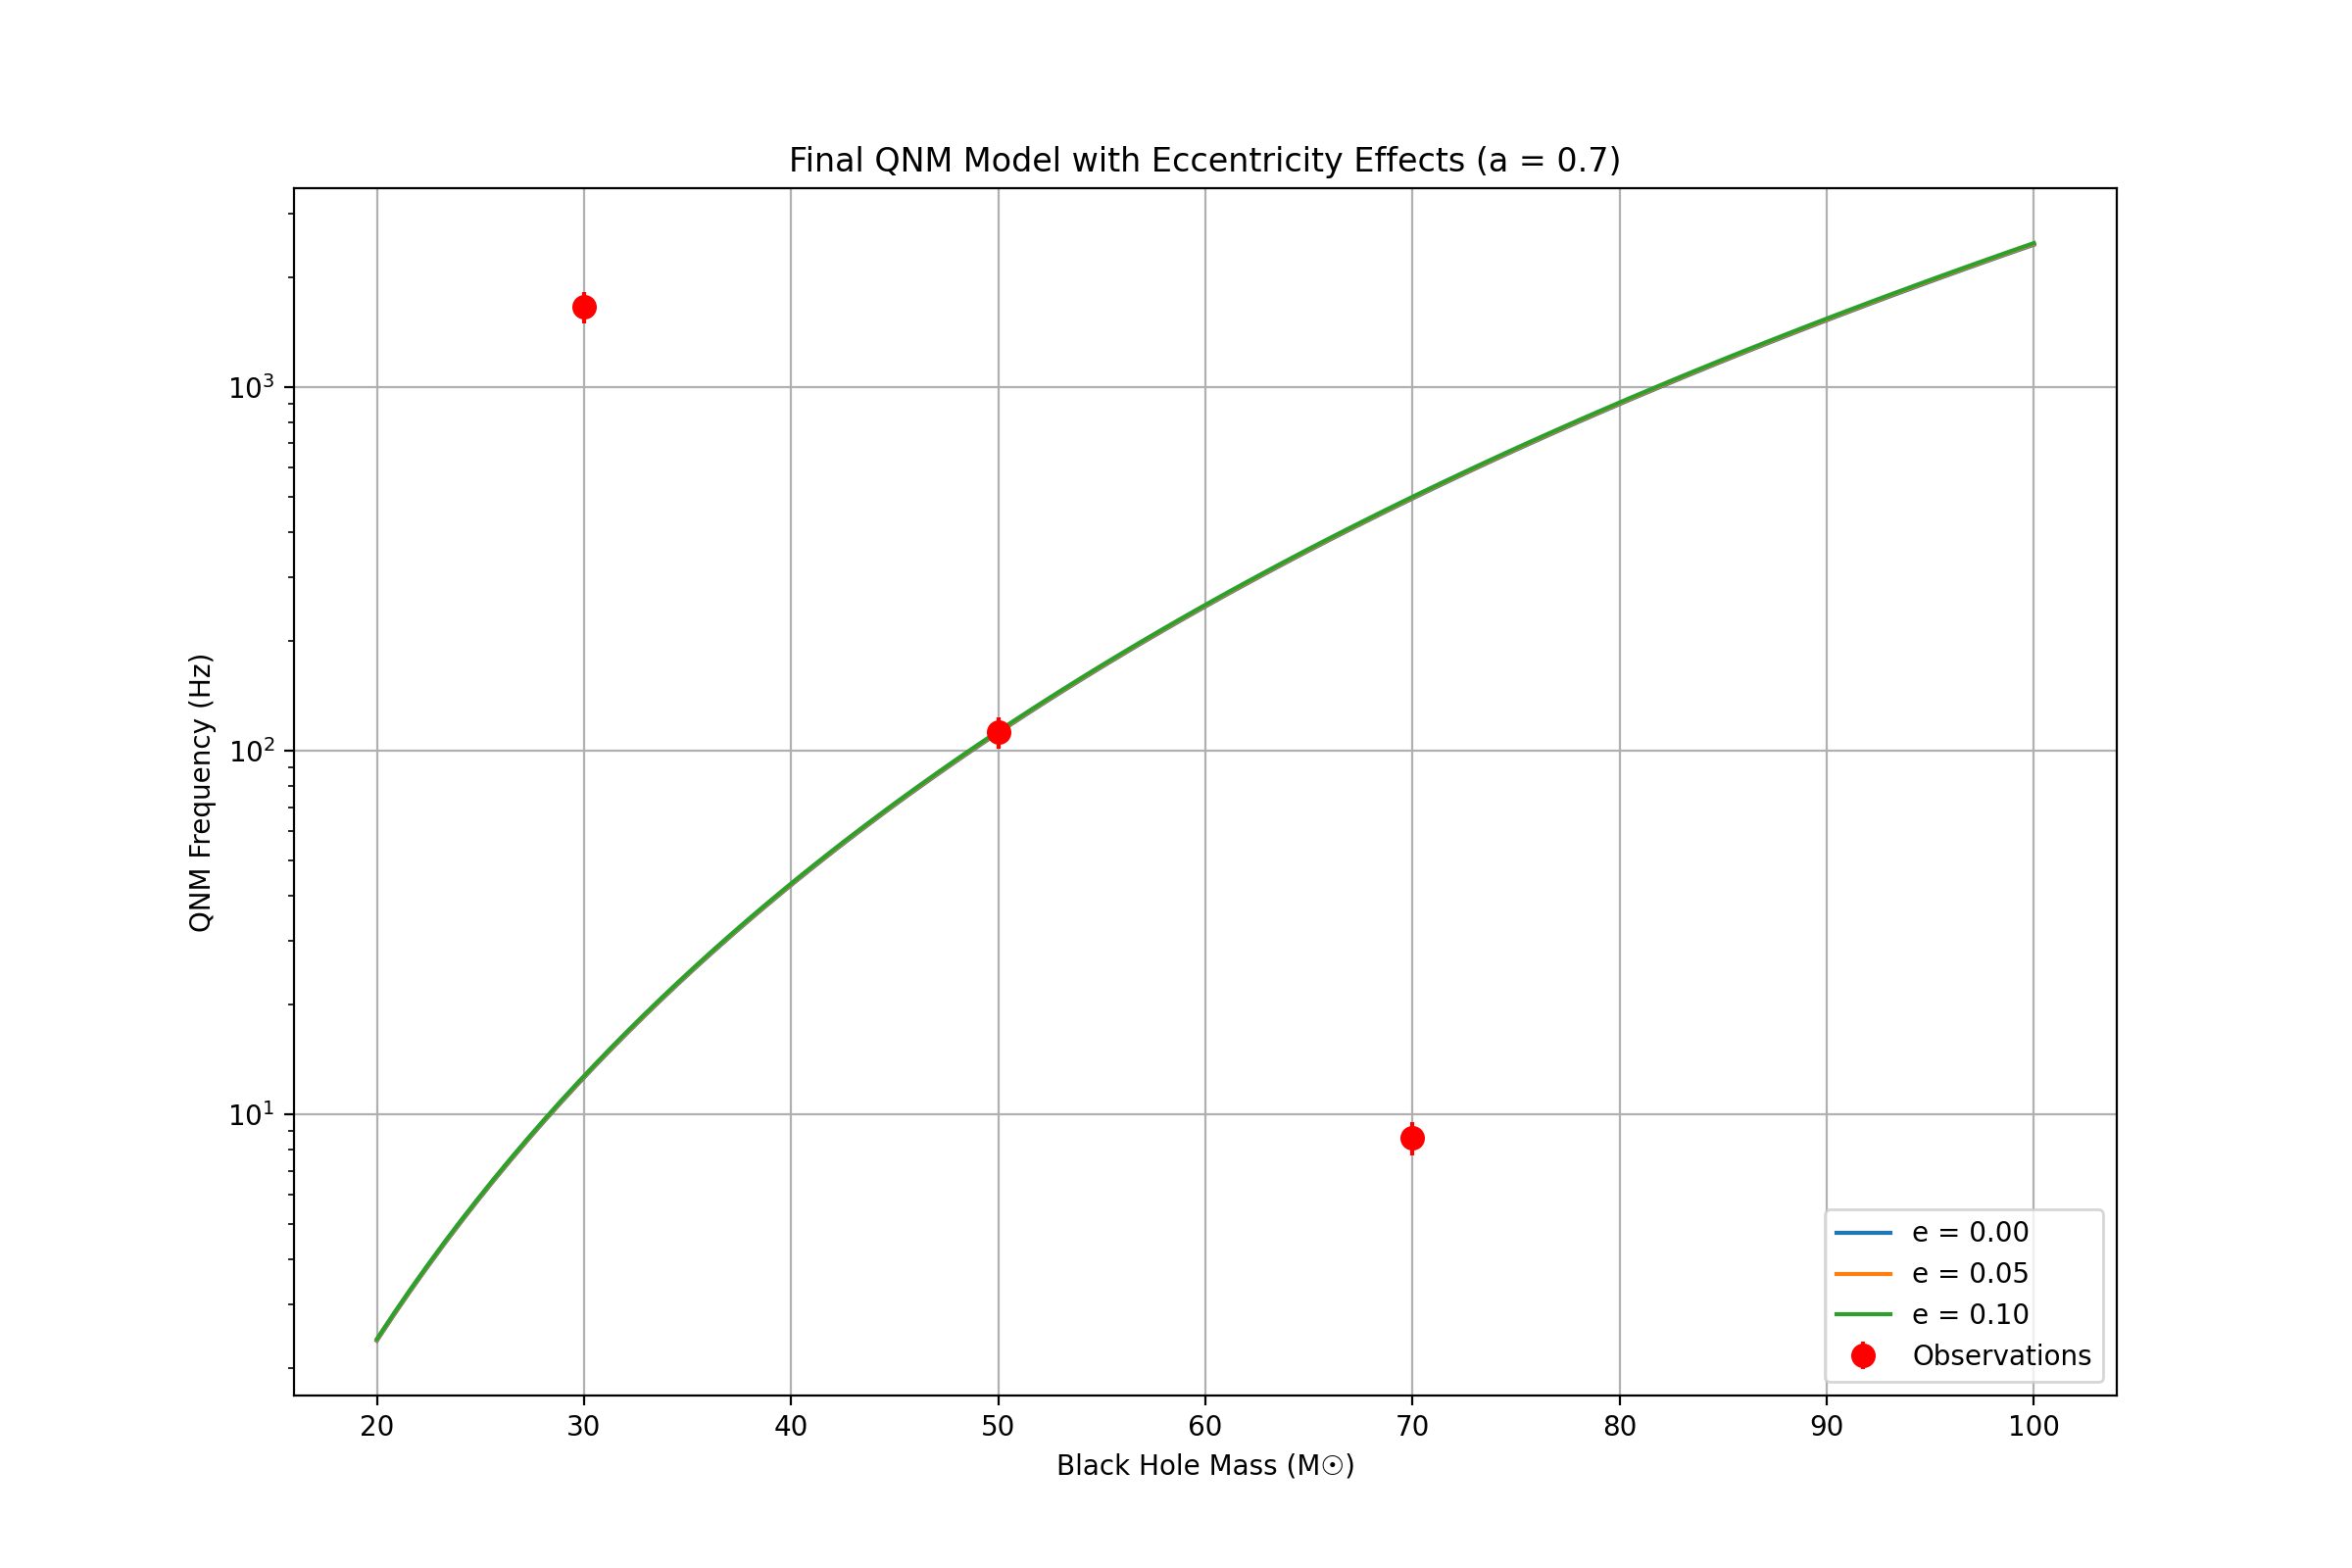 Final QNM Model with Eccentricity Effects (a = 0.7)
QNM Frequency (Hz)
10³
10²
10¹
20 30 40 50 60 70 80 90 100
Black Hole Mass (M☉)
e = 0.00
e = 0.05
e = 0.10
Observations